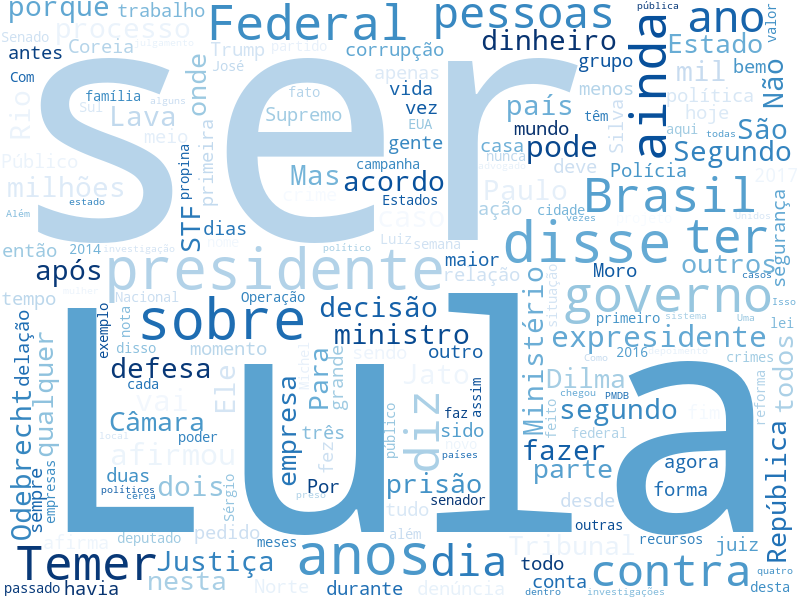 porque trabalho Federal pessoas pública ano valor
Senado processo Coreia Trump partido julgamento
antes José corrupção dinheiro Estado
Com onde apenas grupo ainda bem Não
família alguns vida menos mil
Sul fato vez EUA país têm política
Rio Lava Supremo gente mundo Silva hoje
meio primeira casa pode aqui todas São
ser
Público propina Mas campanha nunca Polícia Segundo
milhões acordo advogado deve 2017
estado crime Estados Paulo Brasil
Além STF dias caso ação cidade vezes Unidos
então 2014 investigação nome Luiz semana disse ter segurança
após político maior relação Moro outros casos
presidente
tempo Nacional Operação governo Isso
exemplo nota sobre decisão Ministério situação primeiro sistema Uma lei
delação disso momento sendo ministro expresidente
mulher defesa Para outro Como 2016 crimes todos
Odebrecht qualquer cada Ele Michel grande Jato Dilma chegou PMDB reforma
vai empresa faz assim segundo feito
Câmara poder três diz sido federal fim
local afirmou fez público países fazer República
Lula
sempre empresas duas dois Por prisão parte agora
políticos cerca preso senador forma
sérgio tudo desde
deputado pedido além outras recursos
afirma meses Tribunal juiz
Temer Justiça anos dia todo contra quatro
passado havia nesta Norte durante denúncia conta dentro investigações desta